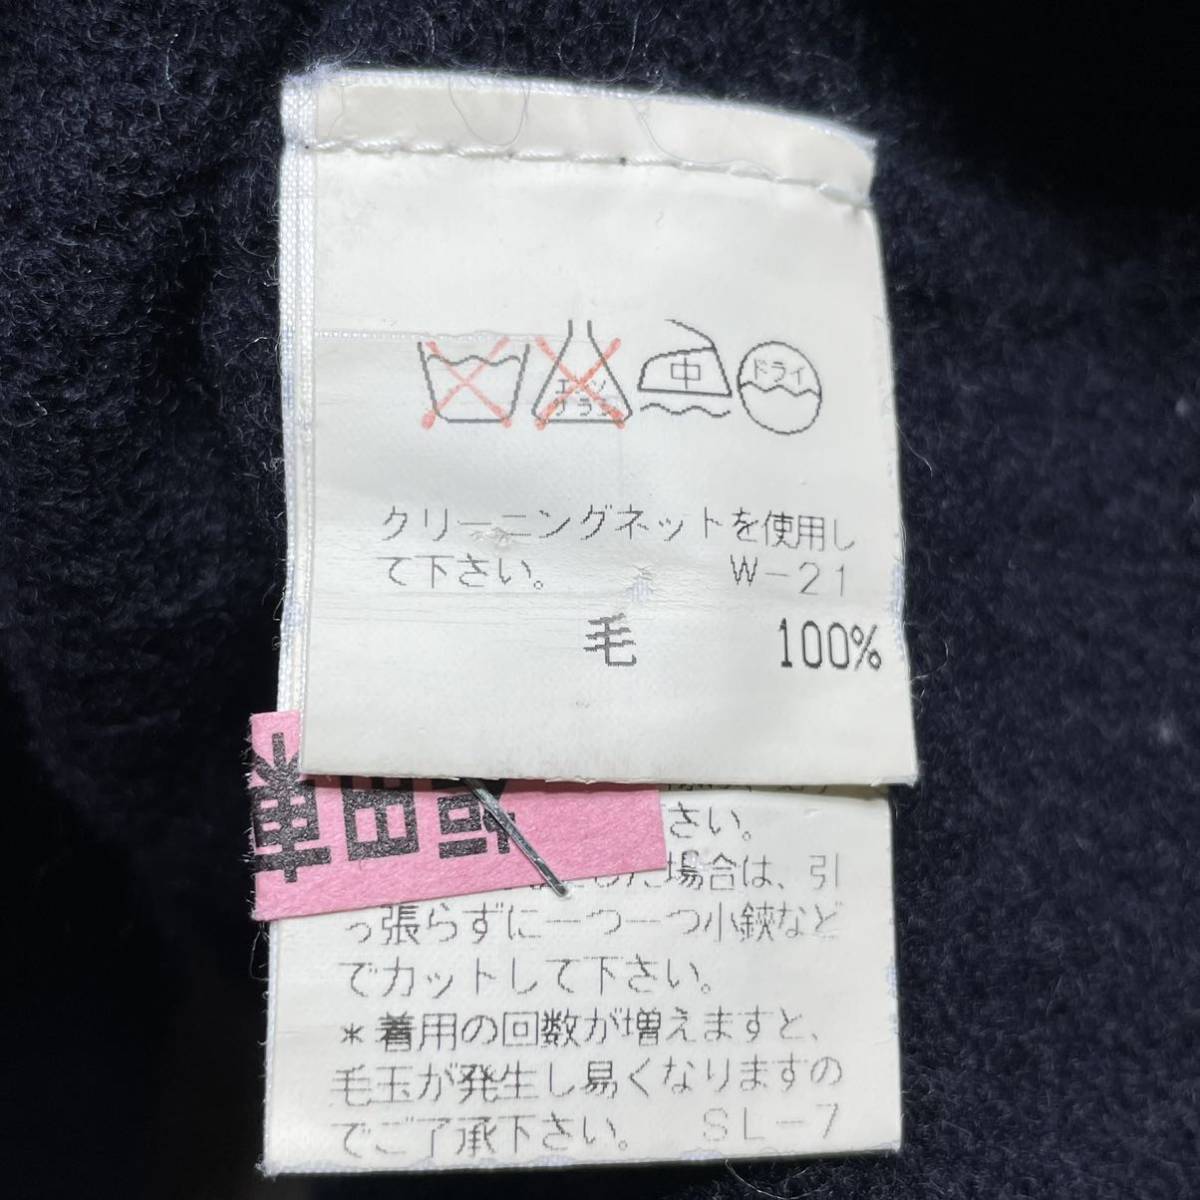 中
ドライ
クリーニングネットを使用し
て下さい。 W-21
毛 100%
さい。
場合は、引
っ張らずに一つ一つ小鋏など
でカットして下さい。
*着用の回数が増えますと、
毛玉が発生し易くなりますの
でご了承下さい。 SL-7